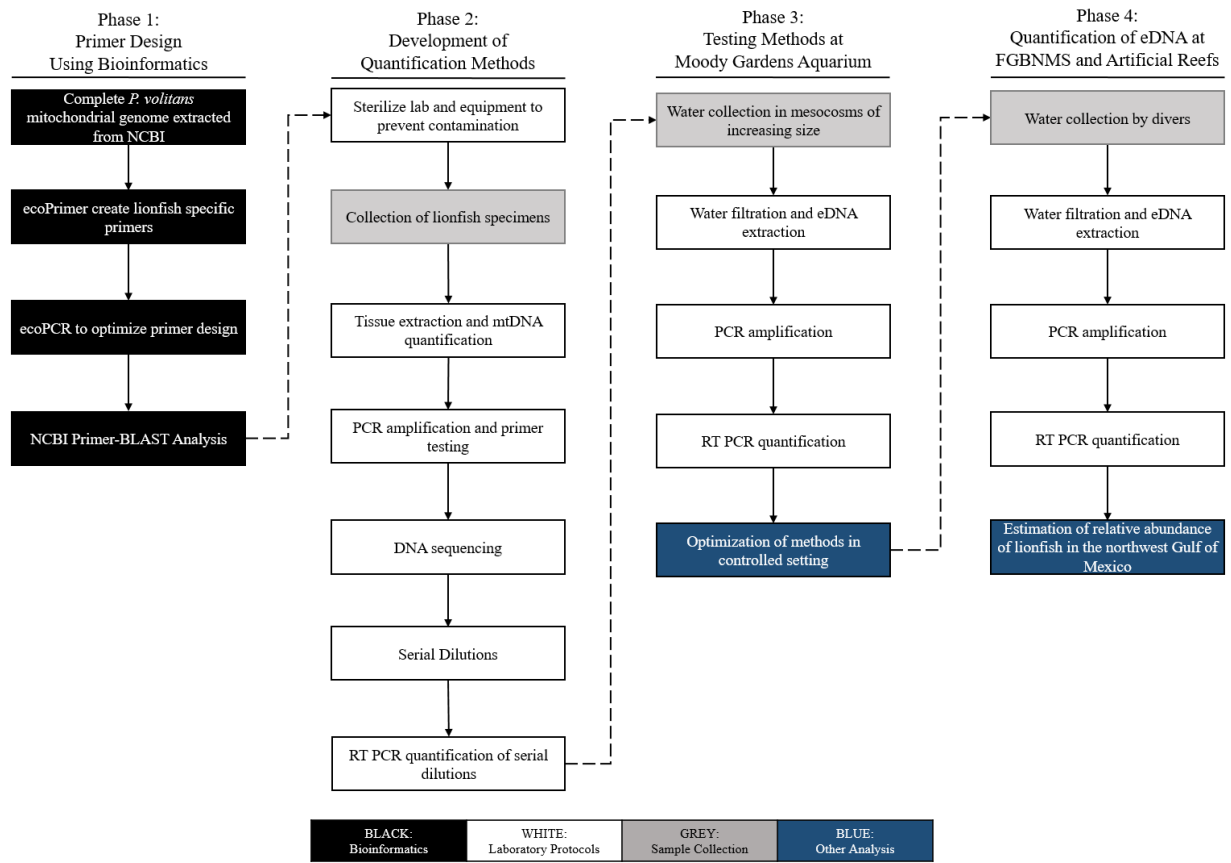 Phase 1:
Primer Design
Using Bioinformatics
Complete P. volitans
mitochondrial genome extracted
from NCBI
ecoPrimer create lionfish specific
primers
ecoPCR to optimize primer design
NCBI Primer-BLAST Analysis
Phase 2:
Development of
Quantification Methods
Sterilize lab and equipment to
prevent contamination
Collection of lionfish specimens
Tissue extraction and mtDNA
quantification
PCR amplification and primer
testing
DNA sequencing
Serial Dilutions
RT PCR quantification of serial
dilutions
Phase 3:
Testing Methods at
Moody Gardens Aquarium
Water collection in mesocosms of
increasing size
Water filtration and eDNA
extraction
PCR amplification
RT PCR quantification
Optimization of methods in
controlled setting
Phase 4:
Quantification of eDNA at
FGBNMS and Artificial Reefs
Water collection by divers
Water filtration and eDNA
extraction
PCR amplification
RT PCR quantification
Estimation of relative abundance
of lionfish in the northwest Gulf of
Mexico
BLACK:
Bioinformatics
WHITE:
Laboratory Protocols
GREY:
Sample Collection
BLUE:
Other Analysis